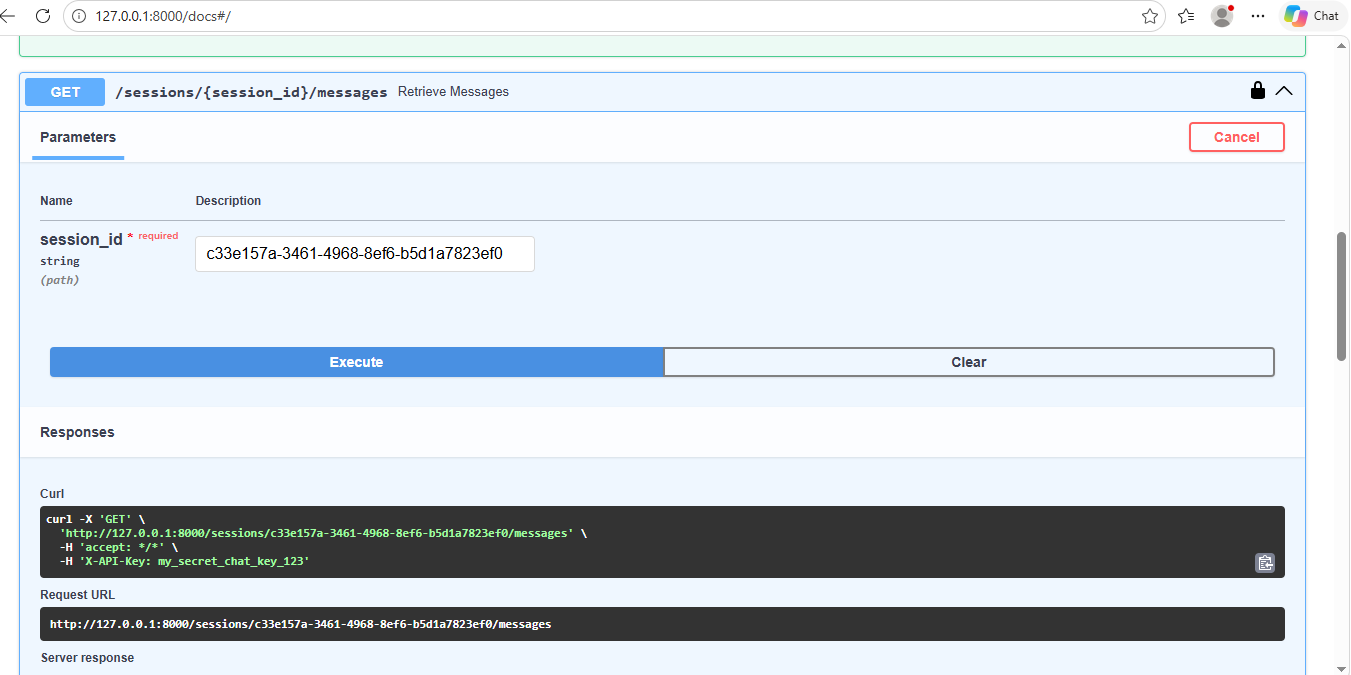 127.0.0.1:8000/docs#/
Chat
GET /sessions/{session_id}/messages Retrieve Messages
Parameters
Cancel
Name Description
session_id * required
string
(path)
c33e157a-3461-4968-8ef6-b5d1a7823ef0
Execute Clear
Responses
Curl
curl -X 'GET' \
'http://127.0.0.1:8000/sessions/c33e157a-3461-4968-8ef6-b5d1a7823ef0/messages' \
-H 'accept: */*' \
-H 'X-API-Key: my_secret_chat_key_123'
Request URL
http://127.0.0.1:8000/sessions/c33e157a-3461-4968-8ef6-b5d1a7823ef0/messages
Server response